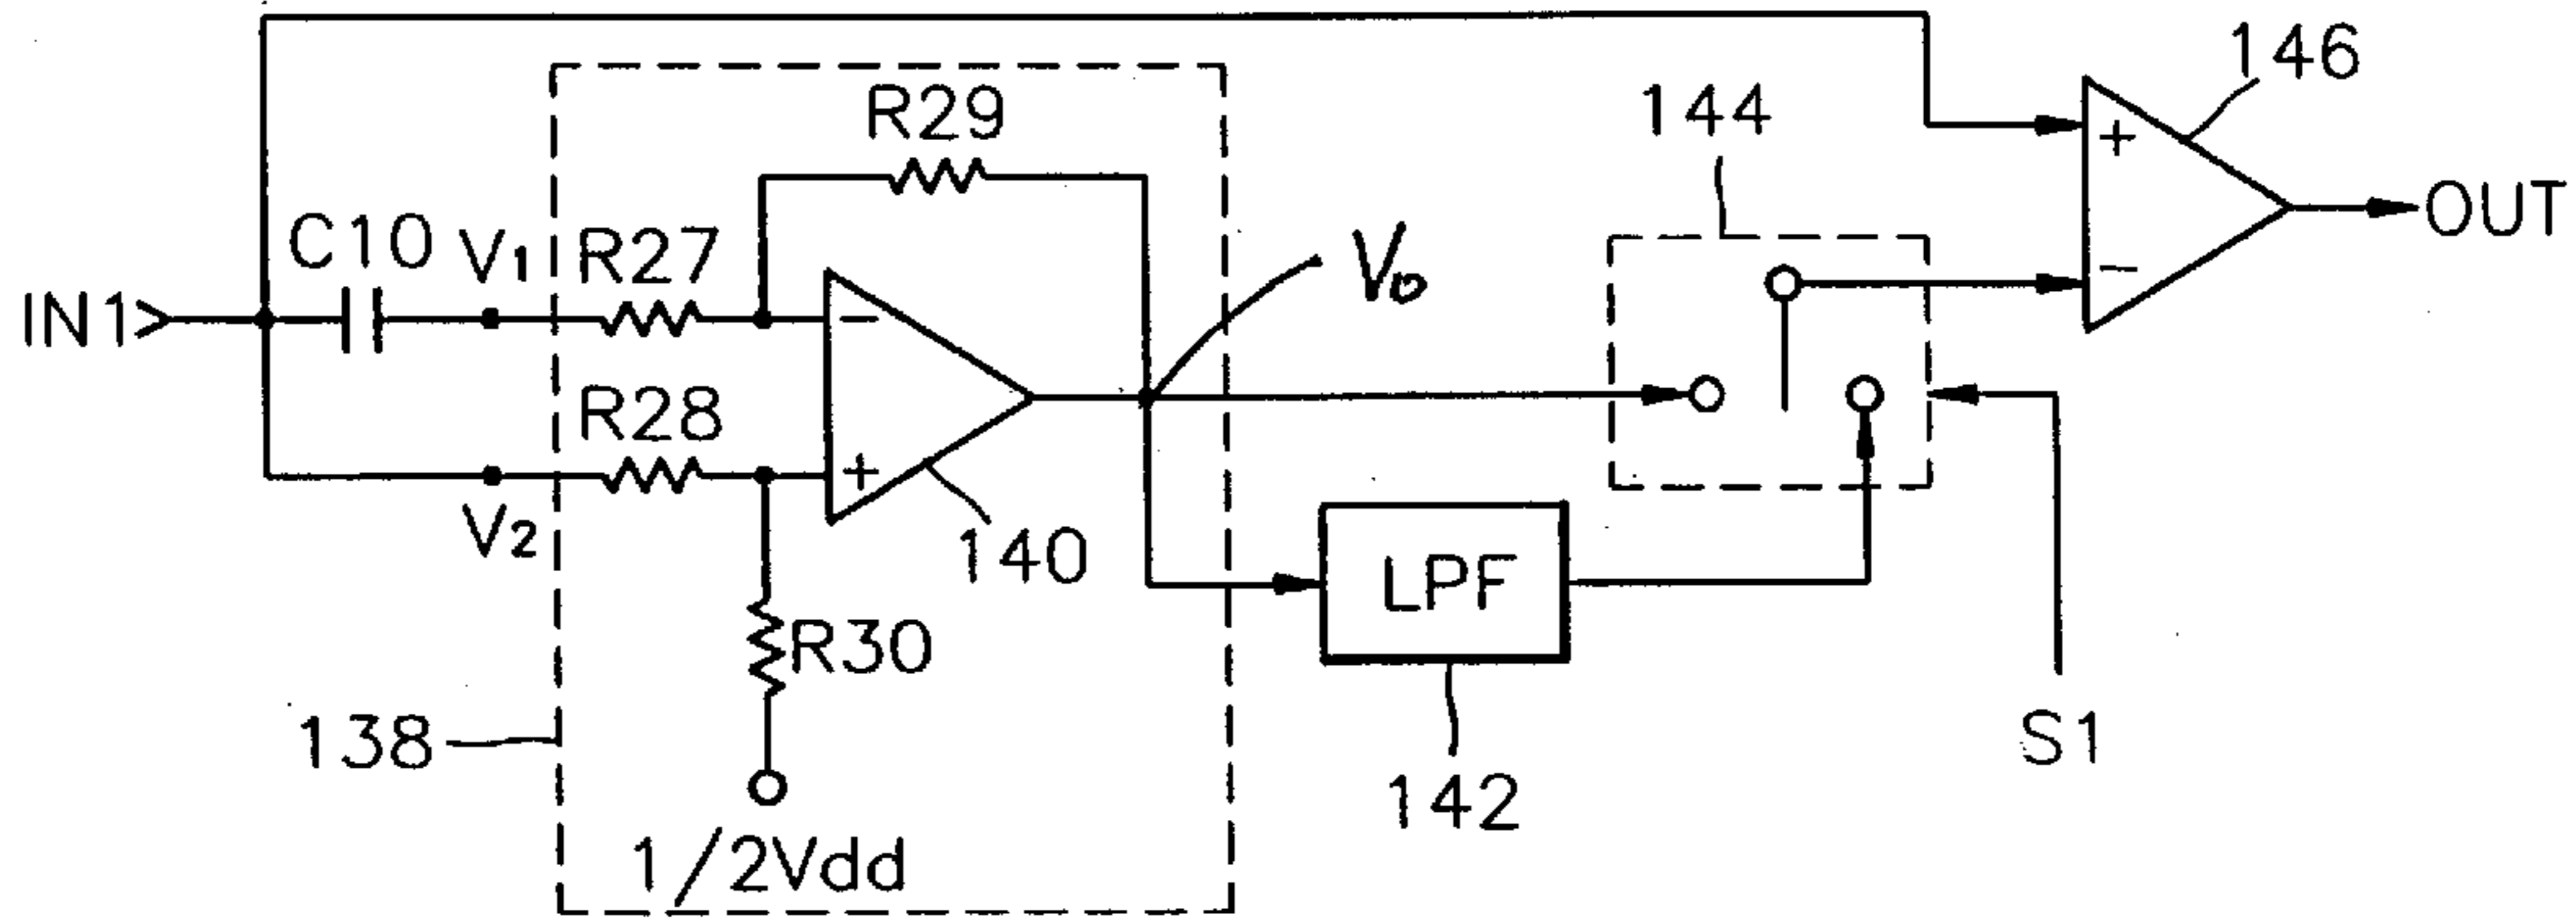 146
R29
144
C10
V1
R27
Vo
OUT
IN1
+
−
−
R28
+
V2
140
LPF
R30
138
S1
142
1/2Vdd